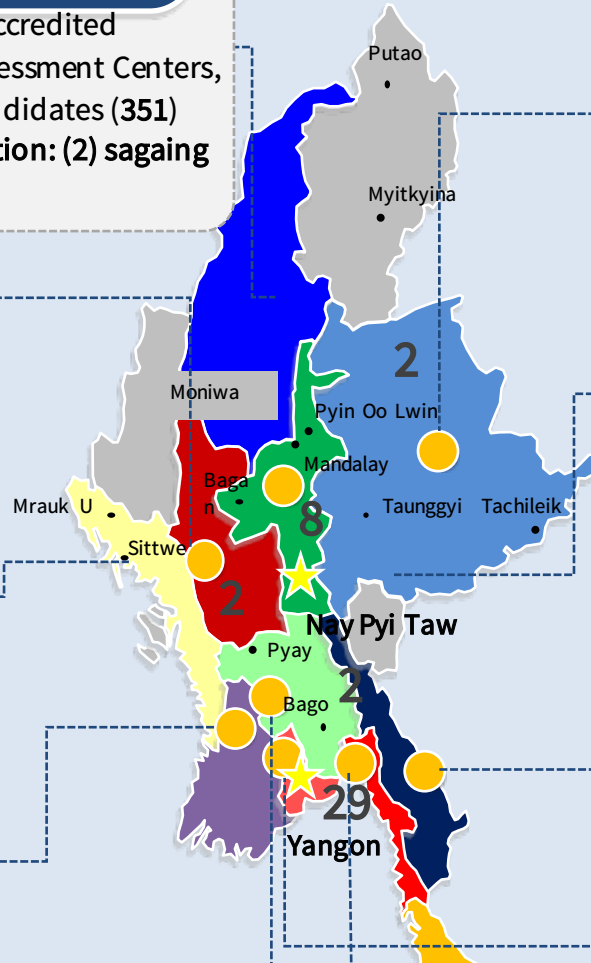 ccredited
essment Centers,
didates (351)
tion: (2) sagaing
Putao
Myitkyina
2
Moniwa
Pyin Oo Lwin
Mandalay
Baga
n
Mrauk U
8
Taunggyi
Tachileik
Sittwe
2
Nay Pyi Taw
Pyay
2
Bago
29
Yangon